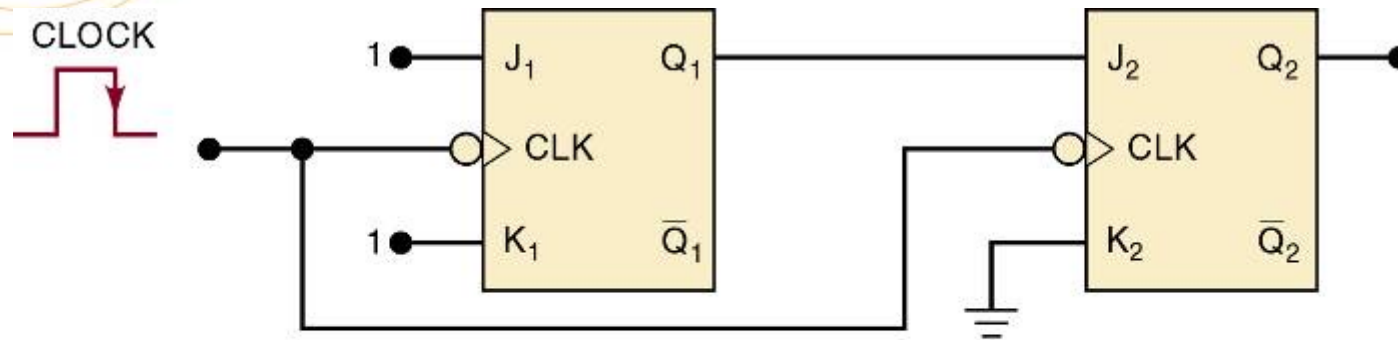 CLOCK
1 J₁ Q₁ J₂ Q₂
CLK CLK
1 K₁ Q̅₁ K₂ Q̅₂